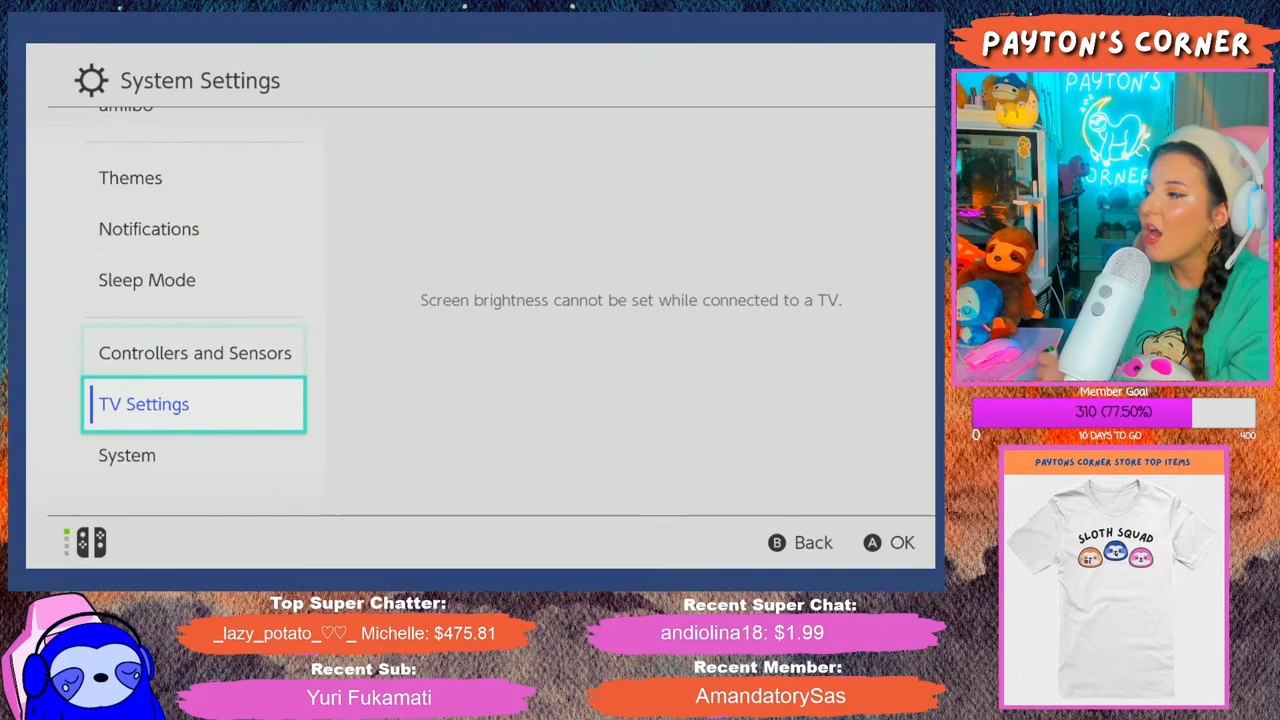 System Settings
amiibo
Themes
Notifications
Sleep Mode
Controllers and Sensors
TV Settings
System
Screen brightness cannot be set while connected to a TV.
B Back
A OK
PAYTON'S CORNER
PAYTON'S
CORNER
Member Goal
310 (77.50%)
0
10 DAYS TO GO
400
PAYTONS CORNER STORE TOP ITEMS
SLOTH SQUAD
Top Super Chatter:
_lazy_potato_♡♡_ Michelle: $475.81
Recent Sub:
Yuri Fukamati
Recent Super Chat:
andiolina18: $1.99
Recent Member:
AmandatorySas